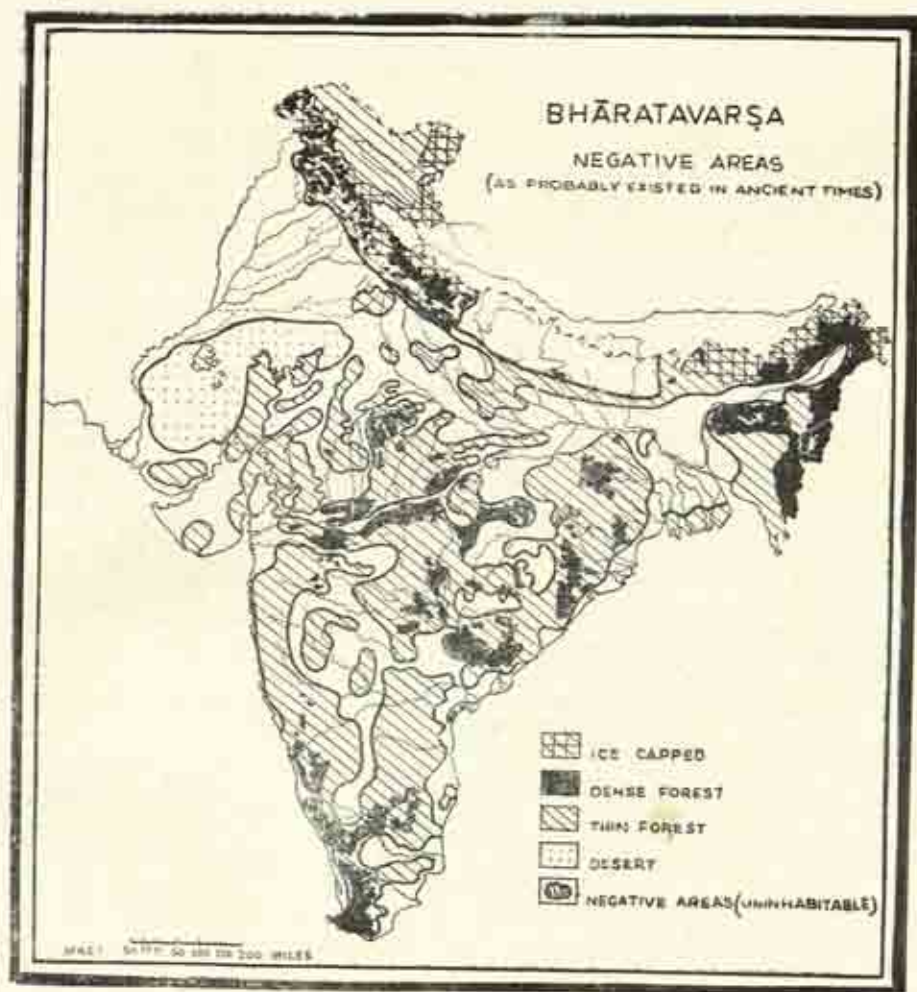 BHĀRATAVARṢA
NEGATIVE AREAS
(AS PROBABLY EXISTED IN ANCIENT TIMES)
ICE CAPPED
DENSE FOREST
THIN FOREST
DESERT
NEGATIVE AREAS (UNINHABITABLE)
200 MILES